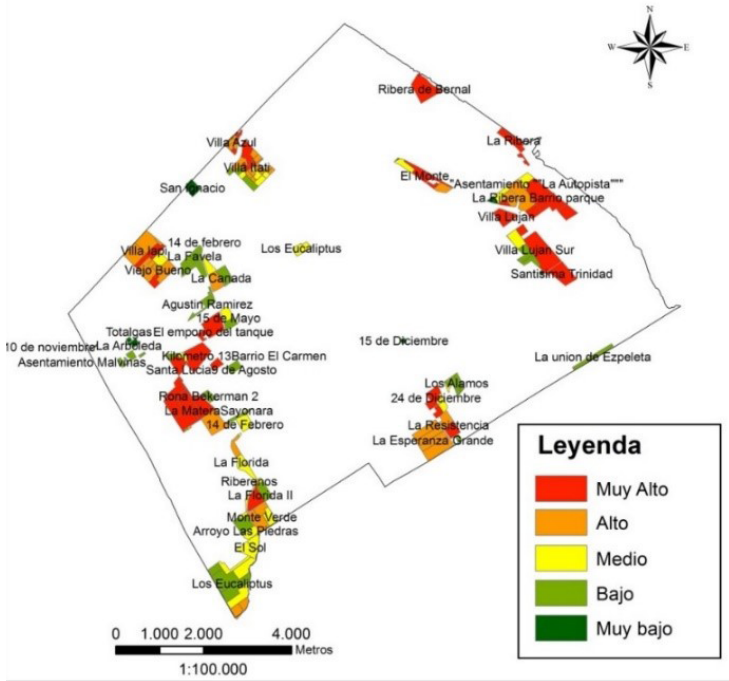 N
W E
S
Ribera de Bernal
La Ribera
Villa Azul
Villa Itati
El Monte
"Asentamiento ""La Autopista"""
San Ignacio
La Ribera Barrio parque
Villa Lujan
14 de febrero
Villa Iapi
La Favela
Los Eucaliptus
Villa Lujan Sur
Viejo Bueno
La Cañada
Santisima Trinidad
Agustin Ramirez
15 de Mayo
Totalgas
El emporio del tanque
10 de noviembre
La Arboleda
15 de Diciembre
Kilometro 13
Barrio El Carmen
Asentamiento Malvinas
Santa Lucia
3 de Agosto
La union de Ezpeleta
Los Alamos
Rona Bekerman 2
24 de Diciembre
La Matera
Sayonara
14 de Febrero
La Resistencia
La Esperanza Grande
La Florida
Riberenos
La Florida II
Monte Verde
Arroyo Las Piedras
El Sol
Los Eucaliptus
Leyenda
Muy Alto
Alto
Medio
Bajo
Muy bajo
0 1.000 2.000 4.000
Metros
1:100.000